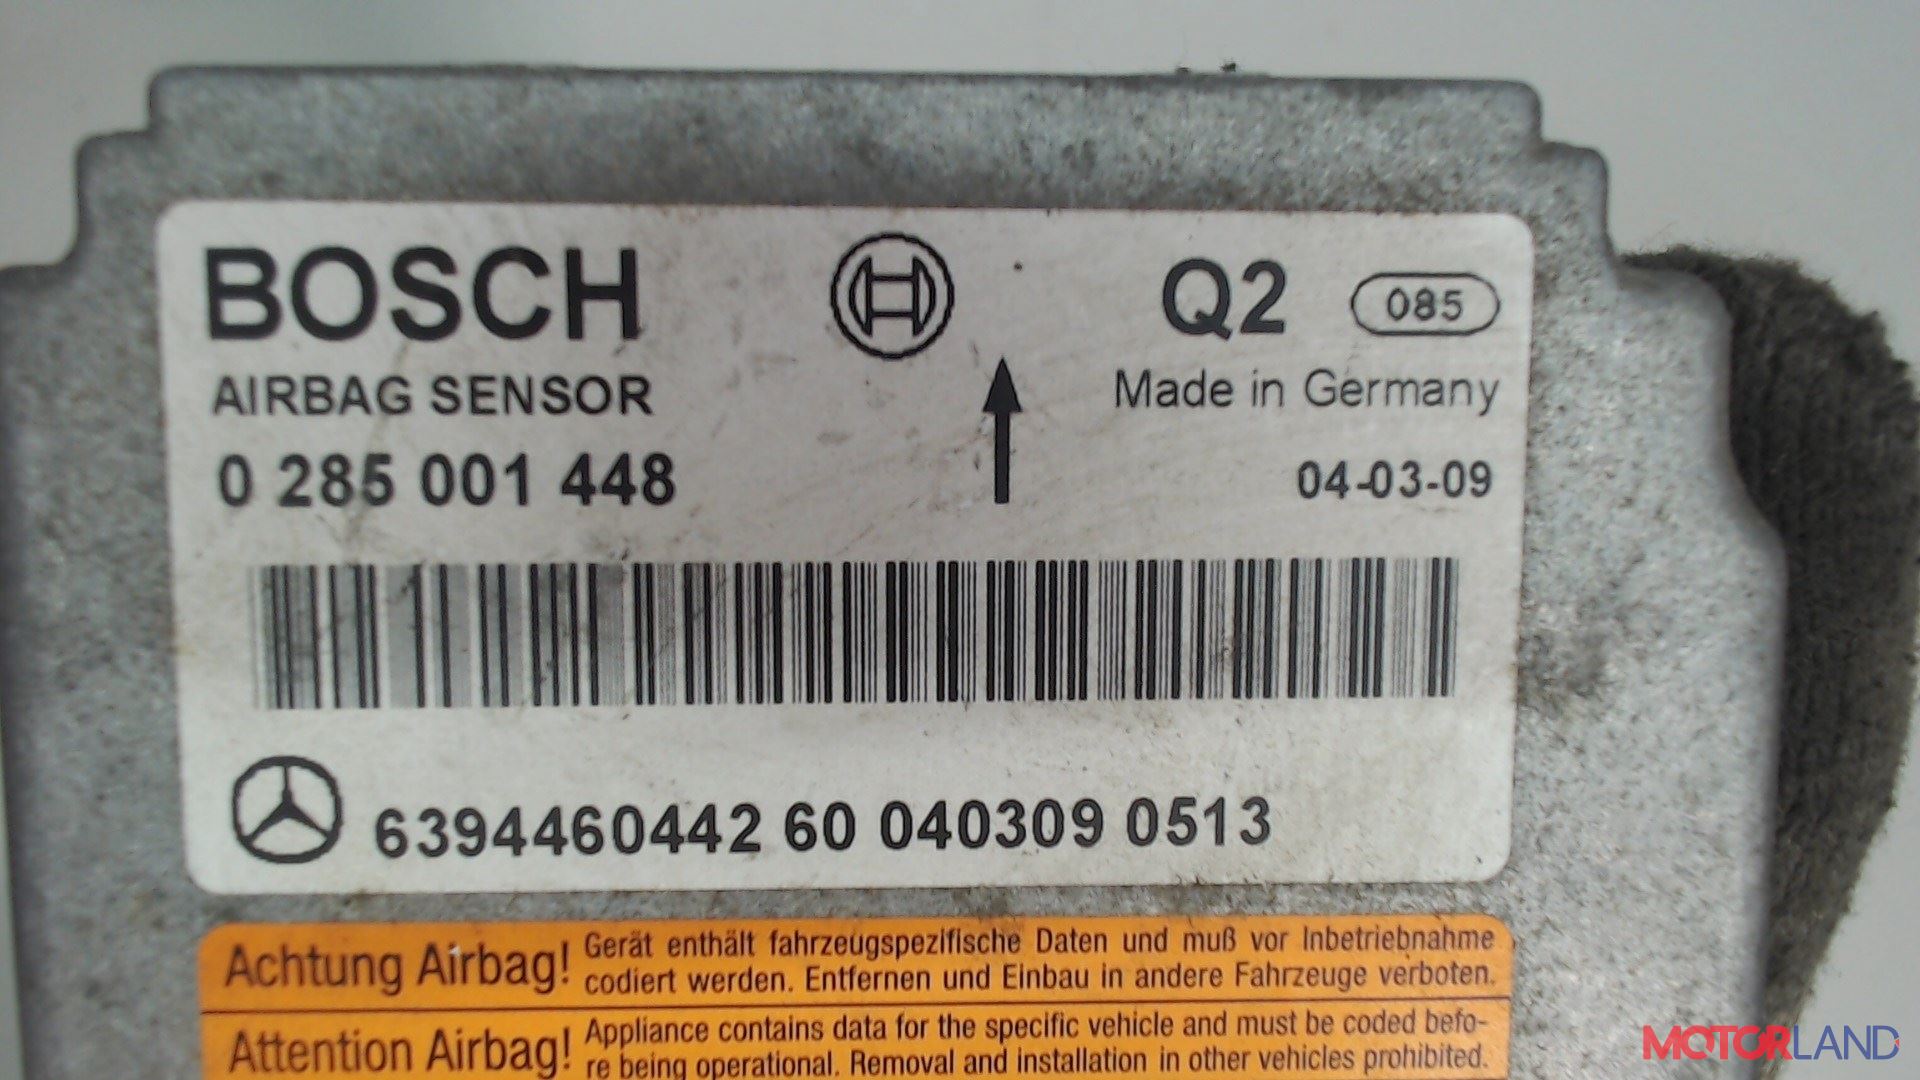 BOSCH
Q2 085
AIRBAG SENSOR
Made in Germany
0 285 001 448
04-03-09
6394460442 60 040309 0513
Achtung Airbag! Gerät enthält fahrzeugspezifische Daten und muß vor Inbetriebnahme
codiert werden. Entfernen und Einbau in andere Fahrzeuge verboten.
Attention Airbag! Appliance contains data for the specific vehicle and must be coded befo-
re being operational. Removal and installation in other vehicles prohibited.
MOTORLAND